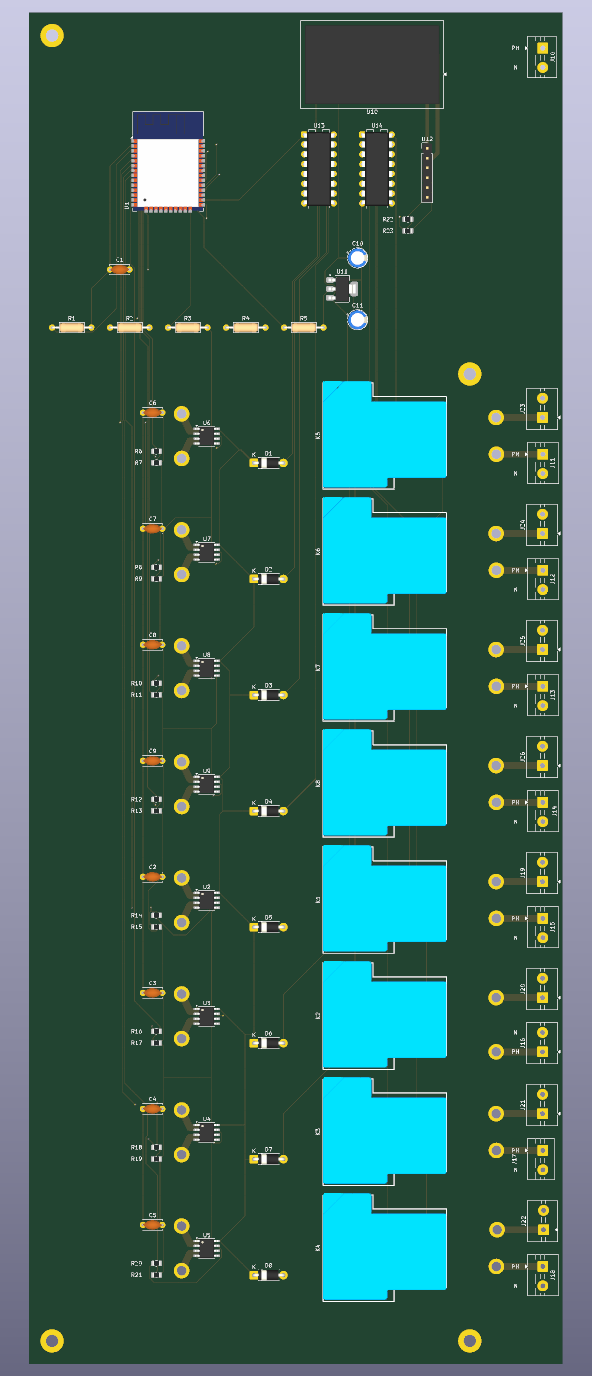 PH
N
J10
U10
U13
U14
U12
U1
R22
R23
C10
C1
U11
C11
R1
R2
R3
R4
R5
C6
U6
K5
J23
R6
R7
D1
K
PH
N
J11
C7
U7
K6
J24
R8
R9
D2
K
PH
N
J12
C8
U8
K7
J25
R10
R11
D3
K
PH
N
J13
C9
U9
K8
J26
R12
R13
D4
K
PH
N
J14
C2
U2
K1
J19
R14
R15
D5
K
PH
N
J15
C3
U3
K2
J20
R16
R17
D6
K
N
PH
J16
C4
U4
K3
J21
R18
R19
D7
K
PH
N
J17
C5
U5
K4
J22
R20
R21
D8
K
PH
N
J18